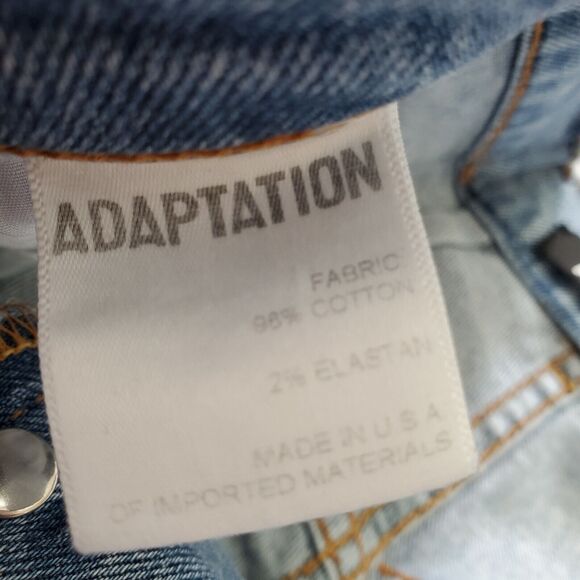 ADAPTATION
FABRIC
98% COTTON
2% ELASTAN
MADE IN U.S.A
OF IMPORTED MATERIALS